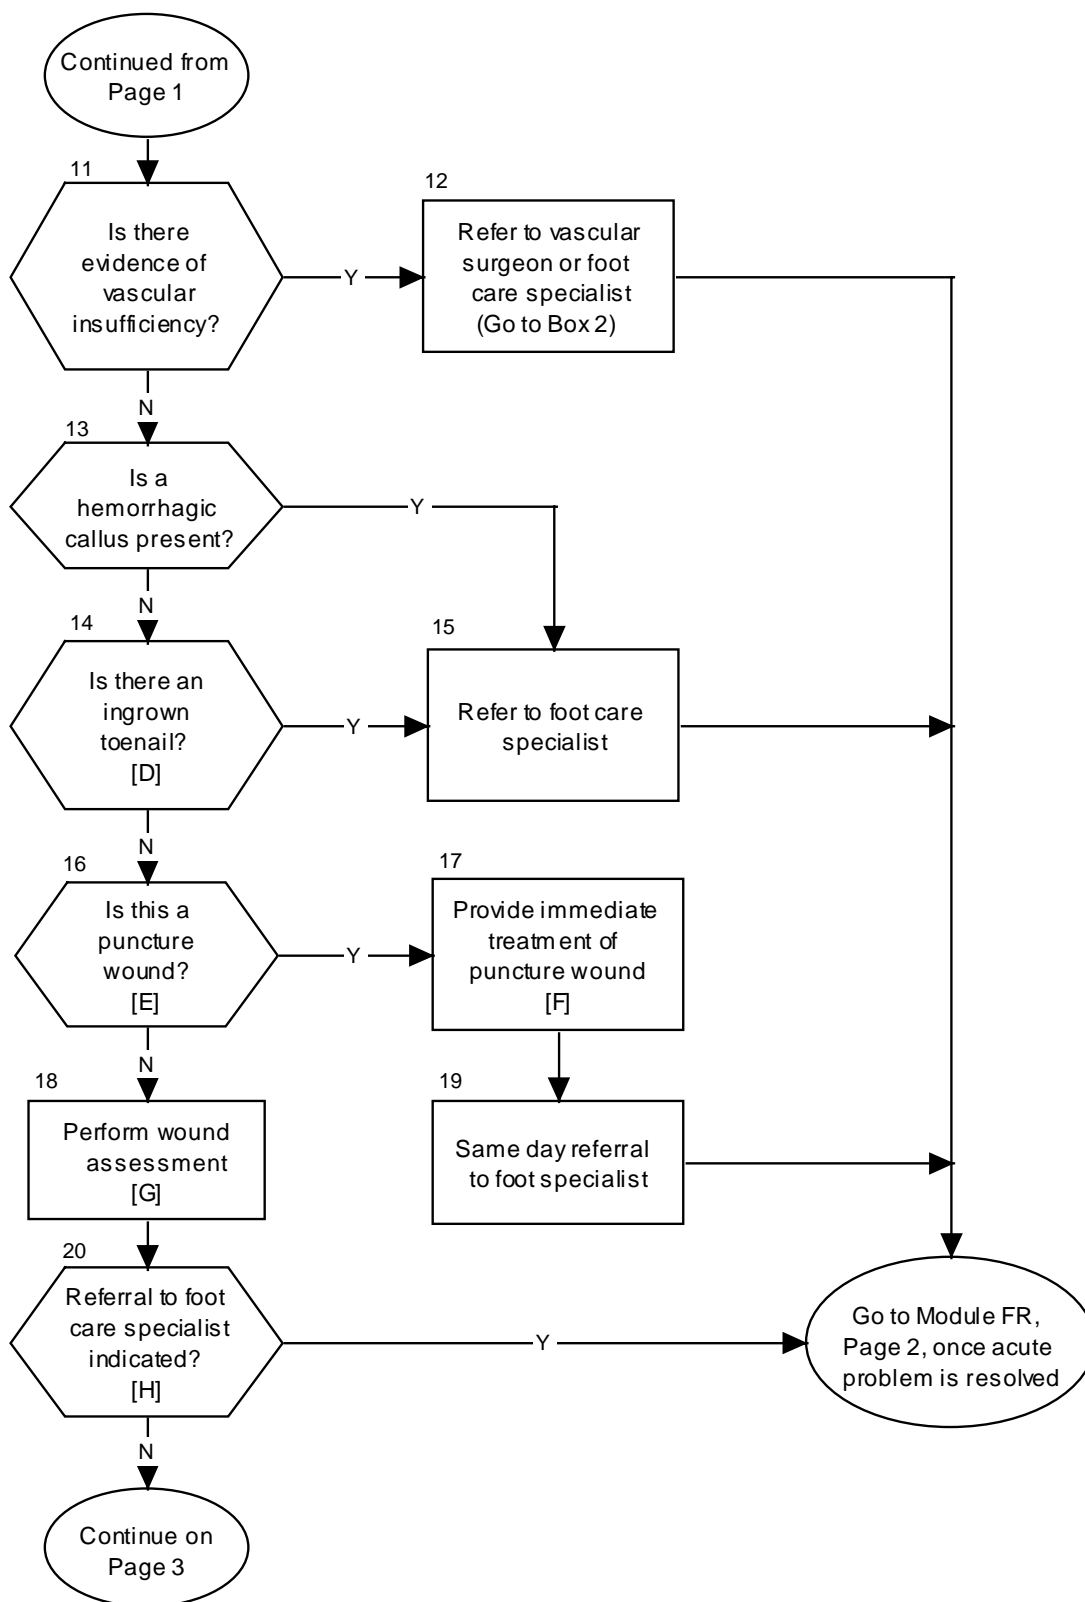 Continued from
Page 1
11
Is there
evidence of
vascular
insufficiency?
Y
12
Refer to vascular
surgeon or foot
care specialist
(Go to Box 2)
N
13
Is a
hemorrhagic
callus present?
Y
N
14
Is there an
ingrown
toenail?
[D]
Y
15
Refer to foot care
specialist
N
16
Is this a
puncture
wound?
[E]
Y
17
Provide immediate
treatment of
puncture wound
[F]
N
18
Perform wound
assessment
[G]
19
Same day referral
to foot specialist
20
Referral to foot
care specialist
indicated?
[H]
Y
Go to Module FR,
Page 2, once acute
problem is resolved
N
Continue on
Page 3